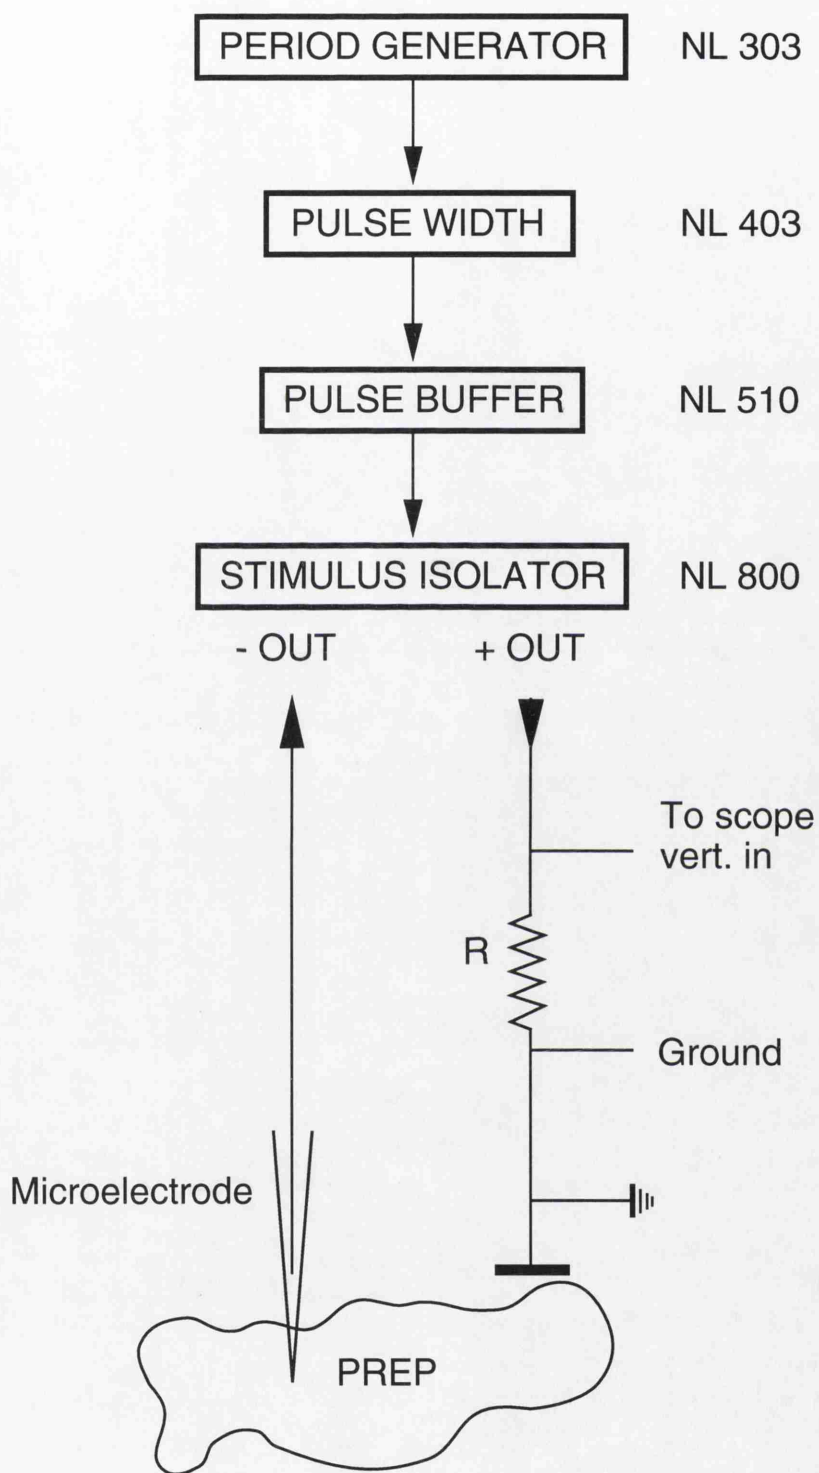 PERIOD GENERATOR NL 303
PULSE WIDTH NL 403
PULSE BUFFER NL 510
STIMULUS ISOLATOR NL 800
- OUT + OUT
To scope
vert. in
R
Ground
Microelectrode
PREP